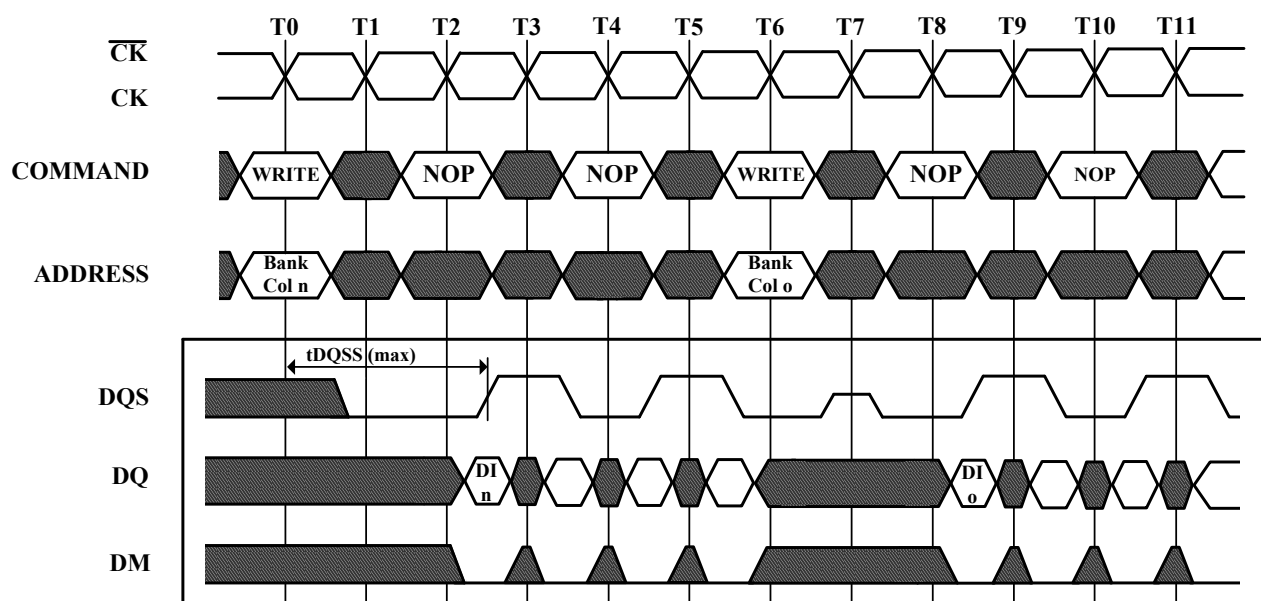 T0 T1 T2 T3 T4 T5 T6 T7 T8 T9 T10 T11
CK
CK
COMMAND WRITE NOP NOP WRITE NOP NOP
ADDRESS Bank Col n Bank Col o
tDQSS (max)
DQS
DQ DI n DI o
DM